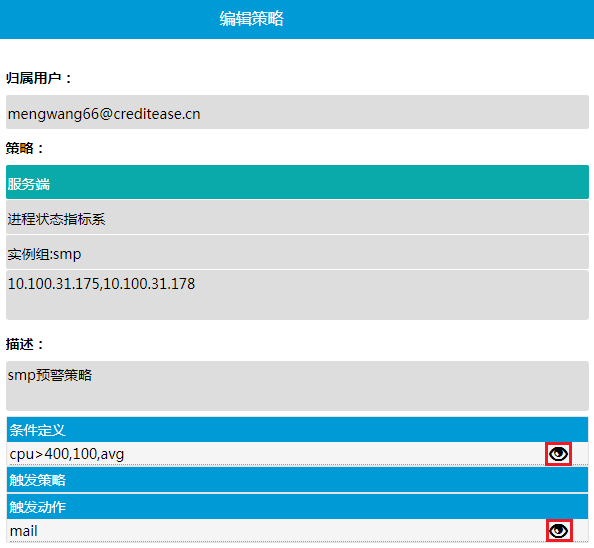 编辑策略
归属用户：
mengwang66@creditease.cn
策略：
服务端
进程状态指标系
实例组:smp
10.100.31.175,10.100.31.178
描述：
smp预警策略
条件定义
cpu>400,100,avg
触发策略
触发动作
mail